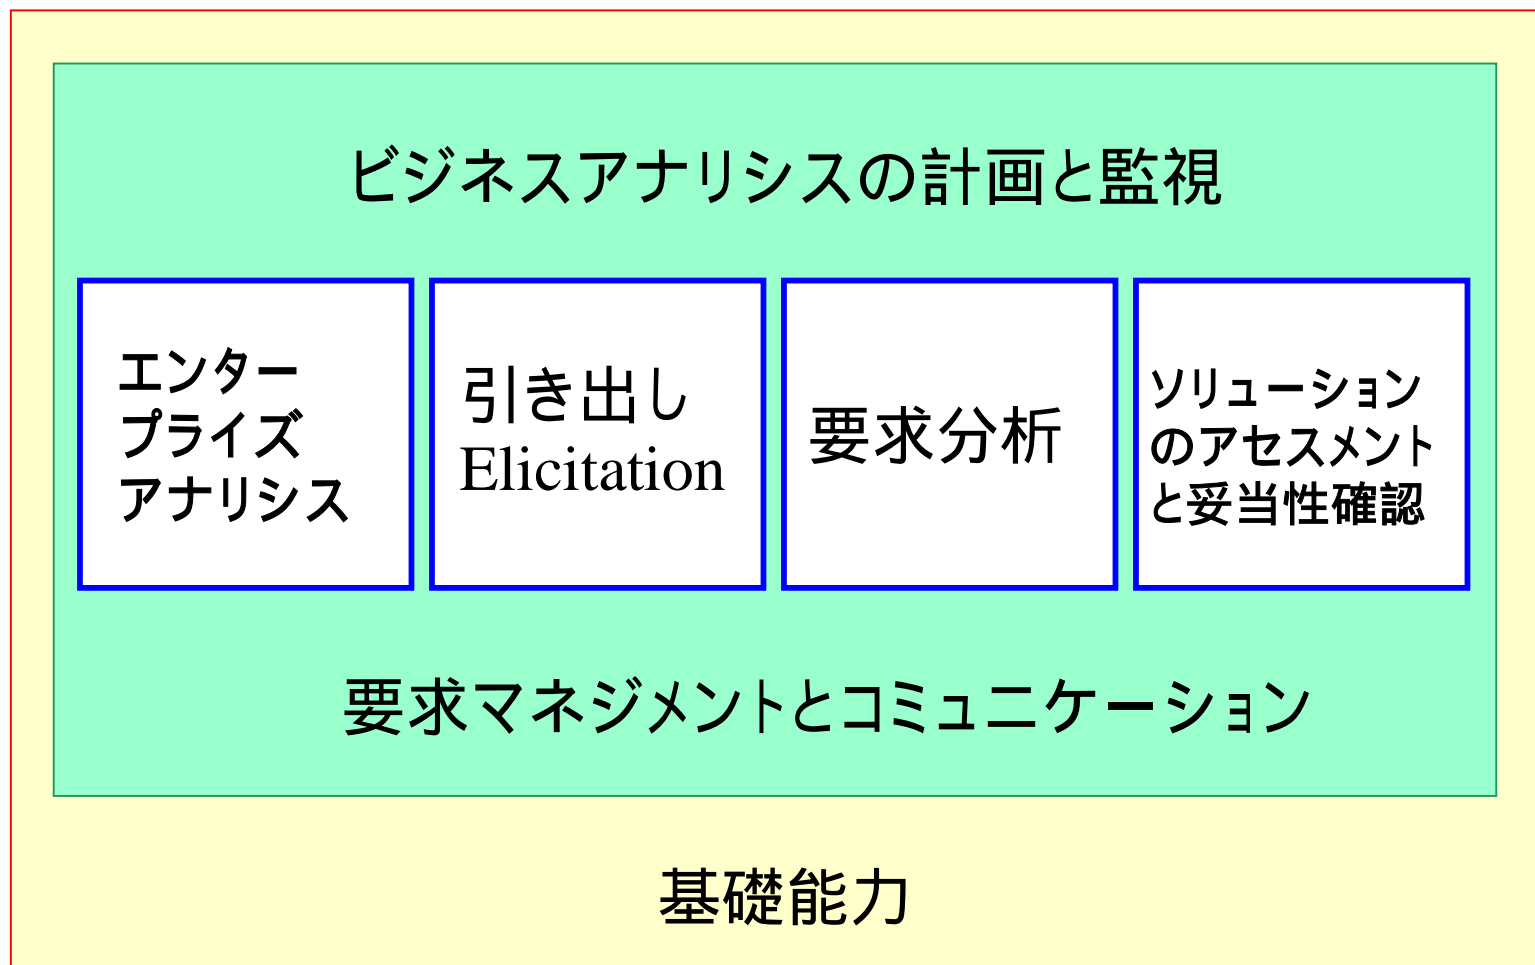 ビジネスアナリシスの計画と監視
エンター
プライズ
アナリシス
引き出し
Elicitation
要求分析
ソリューション
のアセスメント
と妥当性確認
要求マネジメントとコミュニケーション
基礎能力